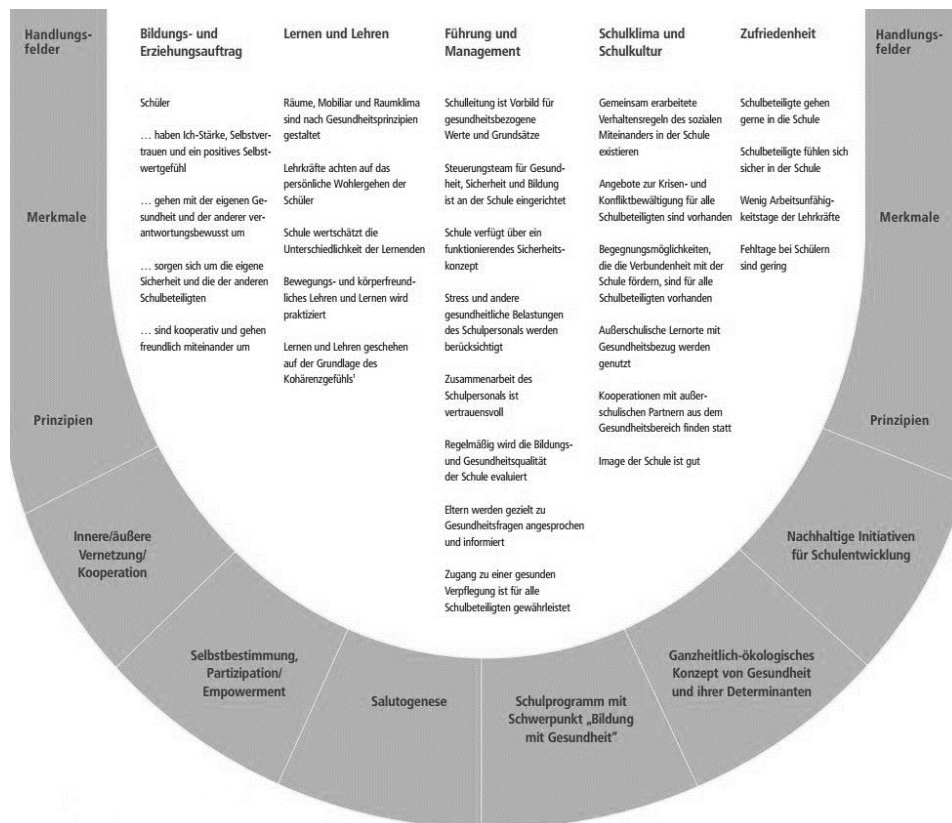 Handlungs-
felder
Bildungs- und
Erziehungsauftrag
Lernen und Lehren
Führung und
Management
Schulklima und
Schulkultur
Zufriedenheit
Handlungs-
felder
Merkmale
Schüler
… haben Ich-Stärke, Selbstver-
trauen und ein positives Selbst-
wertgefühl
… gehen mit der eigenen Ge-
sundheit und der anderer ver-
antwortungsbewusst um
… sorgen sich um die eigene
Sicherheit und die der anderen
Schulbeteiligten
… sind kooperativ und gehen
freundlich miteinander um
Räume, Mobiliar und Raumklima
sind nach Gesundheitsprinzipien
gestaltet
Lehrkräfte achten auf das
persönliche Wohlergehen der
Schüler
Schule wertschätzt die
Unterschiedlichkeit der Lernenden
Bewegungs- und körperfreund-
liches Lehren und Lernen wird
praktiziert
Lernen und Lehren geschehen
auf der Grundlage des
Kohärenzgefühls¹
Schulleitung ist Vorbild für
gesundheitsbezogene
Werte und Grundsätze
Steuerungsteam für Gesund-
heit, Sicherheit und Bildung
ist an der Schule eingerichtet
Schule verfügt über ein
funktionierendes Sicherheits-
konzept
Stress und andere
gesundheitliche Belastungen
des Schulpersonals werden
berücksichtigt
Zusammenarbeit des
Schulpersonals ist
vertrauensvoll
Regelmäßig wird die Bildungs-
und Gesundheitsqualität
der Schule evaluiert
Eltern werden gezielt zu
Gesundheitsfragen angesprochen
und informiert
Zugang zu einer gesunden
Verpflegung ist für alle
Schulbeteiligten gewährleistet
Gemeinsam erarbeitete
Verhaltensregeln des sozialen
Miteinanders in der Schule
existieren
Angebote zur Krisen- und
Konfliktbewältigung für alle
Schulbeteiligten sind vorhanden
Begegnungsmöglichkeiten,
die die Verbundenheit mit der
Schule fördern, sind für alle
Schulbeteiligten vorhanden
Außerschulische Lernorte mit
Gesundheitsbezug werden
genutzt
Kooperationen mit außer-
schulischen Partnern aus dem
Gesundheitsbereich finden statt
Image der Schule ist gut
Schulbeteiligte gehen
gerne in die Schule
Schulbeteiligte fühlen sich
sicher in der Schule
Wenig Arbeitsunfähig-
keitstage der Lehrkräfte
Fehltage bei Schülern
sind gering
Merkmale
Prinzipien
Prinzipien
Innere/äußere
Vernetzung/
Kooperation
Selbstbestimmung,
Partizipation/
Empowerment
Salutogenese
Schulprogramm mit
Schwerpunkt „Bildung
mit Gesundheit“
Ganzheitlich-ökologisches
Konzept von Gesundheit
und ihrer Determinanten
Nachhaltige Initiativen
für Schulentwicklung